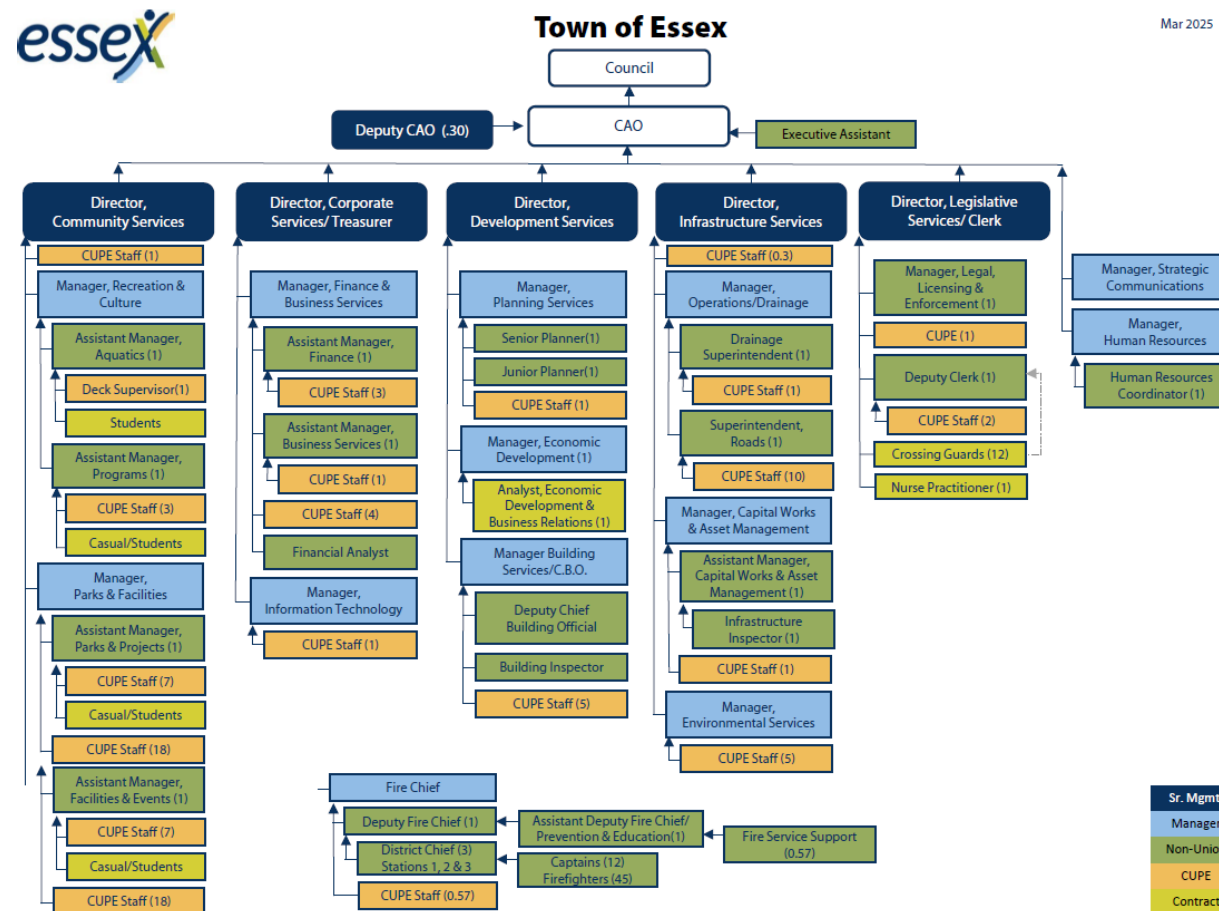 essex
Town of Essex
Mar 2025
Council
Deputy CAO (.30)
CAO
Executive Assistant
Director,
Community Services
CUPE Staff (1)
Manager, Recreation &
Culture
Assistant Manager,
Aquatics (1)
Deck Supervisor(1)
Students
Assistant Manager,
Programs (1)
CUPE Staff (3)
Casual/Students
Manager,
Parks & Facilities
Assistant Manager,
Parks & Projects (1)
CUPE Staff (7)
Casual/Students
CUPE Staff (18)
Assistant Manager,
Facilities & Events (1)
CUPE Staff (7)
Casual/Students
CUPE Staff (18)
Director, Corporate
Services/ Treasurer
Manager, Finance &
Business Services
Assistant Manager,
Finance (1)
CUPE Staff (3)
Assistant Manager,
Business Services (1)
CUPE Staff (1)
CUPE Staff (4)
Financial Analyst
Manager,
Information Technology
CUPE Staff (1)
Director,
Development Services
Manager,
Planning Services
Senior Planner(1)
Junior Planner(1)
CUPE Staff (1)
Manager, Economic
Development (1)
Analyst, Economic
Development &
Business Relations (1)
Manager Building
Services/C.B.O.
Deputy Chief
Building Official
Building Inspector
CUPE Staff (5)
Director,
Infrastructure Services
CUPE Staff (0.3)
Manager,
Operations/Drainage
Drainage
Superintendent (1)
CUPE Staff (1)
Superintendent,
Roads (1)
CUPE Staff (10)
Manager, Capital Works
& Asset Management
Assistant Manager,
Capital Works & Asset
Management (1)
Infrastructure
Inspector (1)
CUPE Staff (1)
Manager,
Environmental Services
CUPE Staff (5)
Director, Legislative
Services/ Clerk
Manager, Legal,
Licensing &
Enforcement (1)
CUPE (1)
Deputy Clerk (1)
CUPE Staff (2)
Crossing Guards (12)
Nurse Practitioner (1)
Manager, Strategic
Communications
Manager,
Human Resources
Human Resources
Coordinator (1)
Fire Chief
Deputy Fire Chief (1)
Assistant Deputy Fire Chief/
Prevention & Education(1)
Fire Service Support
(0.57)
District Chief (3)
Stations 1, 2 & 3
Captains (12)
Firefighters (45)
CUPE Staff (0.57)
Sr. Mgmt
Manager
Non-Union
CUPE
Contract